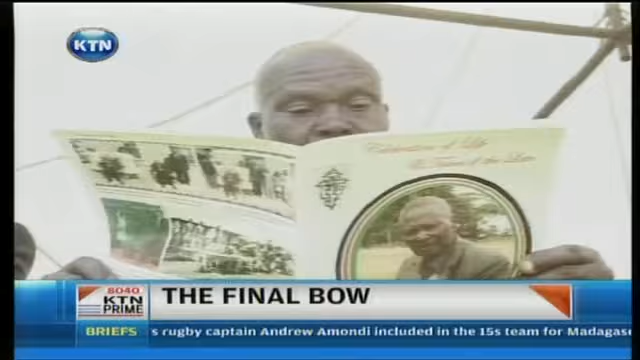 KTN
Celebration of Life
THE FINAL BOW
8040
KTN
PRIME
BRIEFS
s rugby captain Andrew Amondi included in the 15s team for Madagas